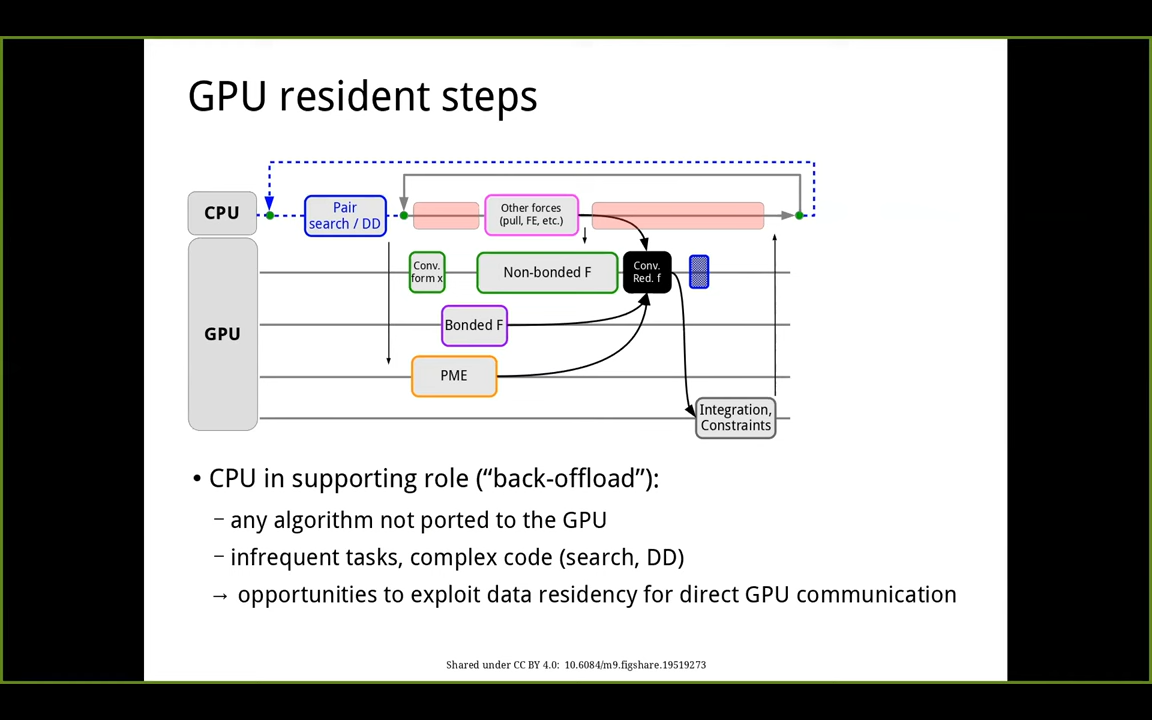 GPU resident steps
CPU
Pair
search / DD
Other forces
(pull, FE, etc.)
GPU
Conv.
form x
Non-bonded F
Conv.
Red. f
Bonded F
PME
Integration,
Constraints
• CPU in supporting role (“back-offload”):
– any algorithm not ported to the GPU
– infrequent tasks, complex code (search, DD)
→ opportunities to exploit data residency for direct GPU communication
Shared under CC BY 4.0: 10.6084/m9.figshare.19519273